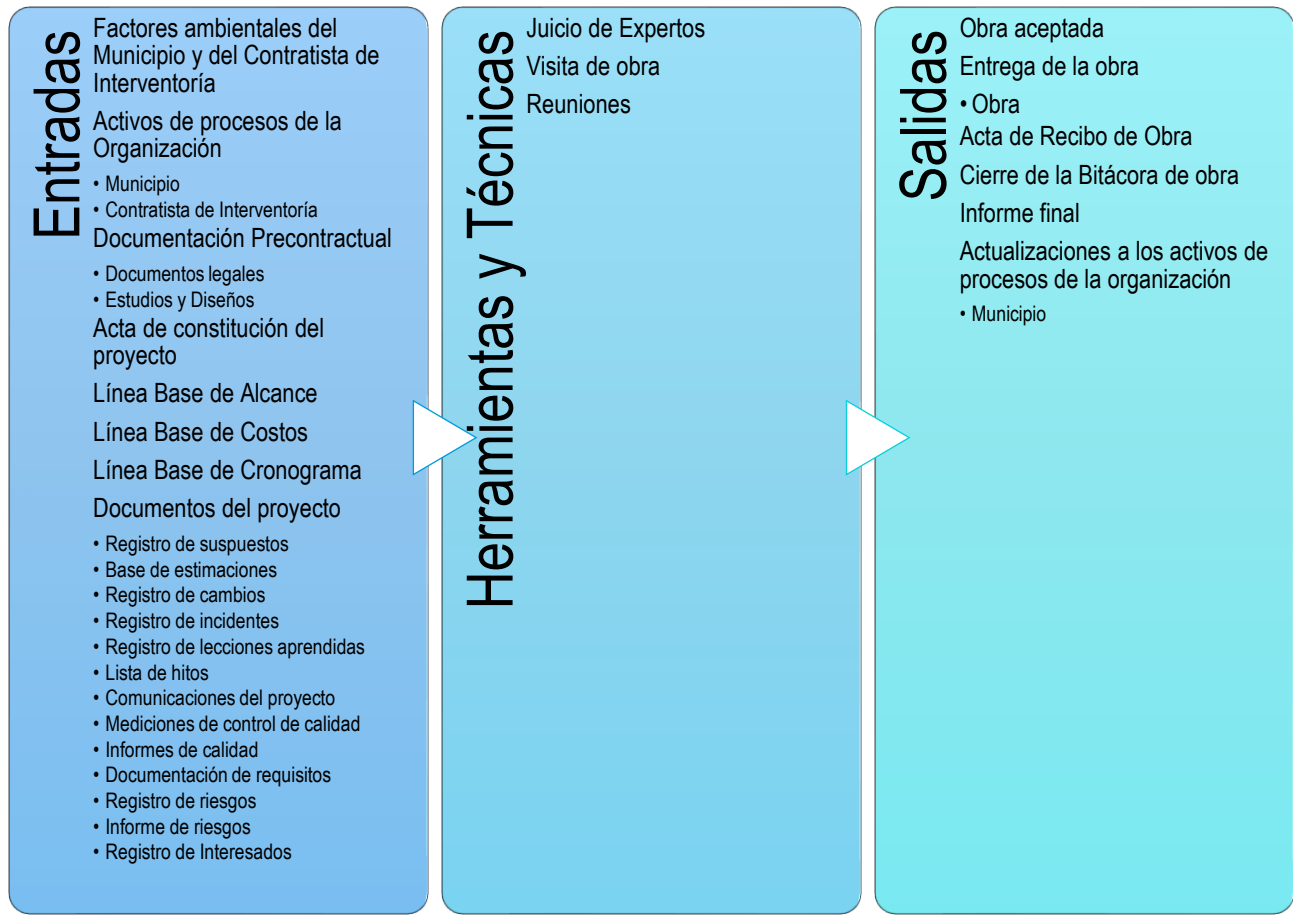 Entradas
Factores ambientales del
Municipio y del Contratista de
Interventoría
Activos de procesos de la
Organización
• Municipio
• Contratista de Interventoría
Documentación Precontractual
• Documentos legales
• Estudios y Diseños
Acta de constitución del
proyecto
Línea Base de Alcance
Línea Base de Costos
Línea Base de Cronograma
Documentos del proyecto
• Registro de suspuestos
• Base de estimaciones
• Registro de cambios
• Registro de incidentes
• Registro de lecciones aprendidas
• Lista de hitos
• Comunicaciones del proyecto
• Mediciones de control de calidad
• Informes de calidad
• Documentación de requisitos
• Registro de riesgos
• Informe de riesgos
• Registro de Interesados
Herramientas y Técnicas
Juicio de Expertos
Visita de obra
Reuniones
Salidas
Obra aceptada
Entrega de la obra
• Obra
Acta de Recibo de Obra
Cierre de la Bitácora de obra
Informe final
Actualizaciones a los activos de
procesos de la organización
• Municipio